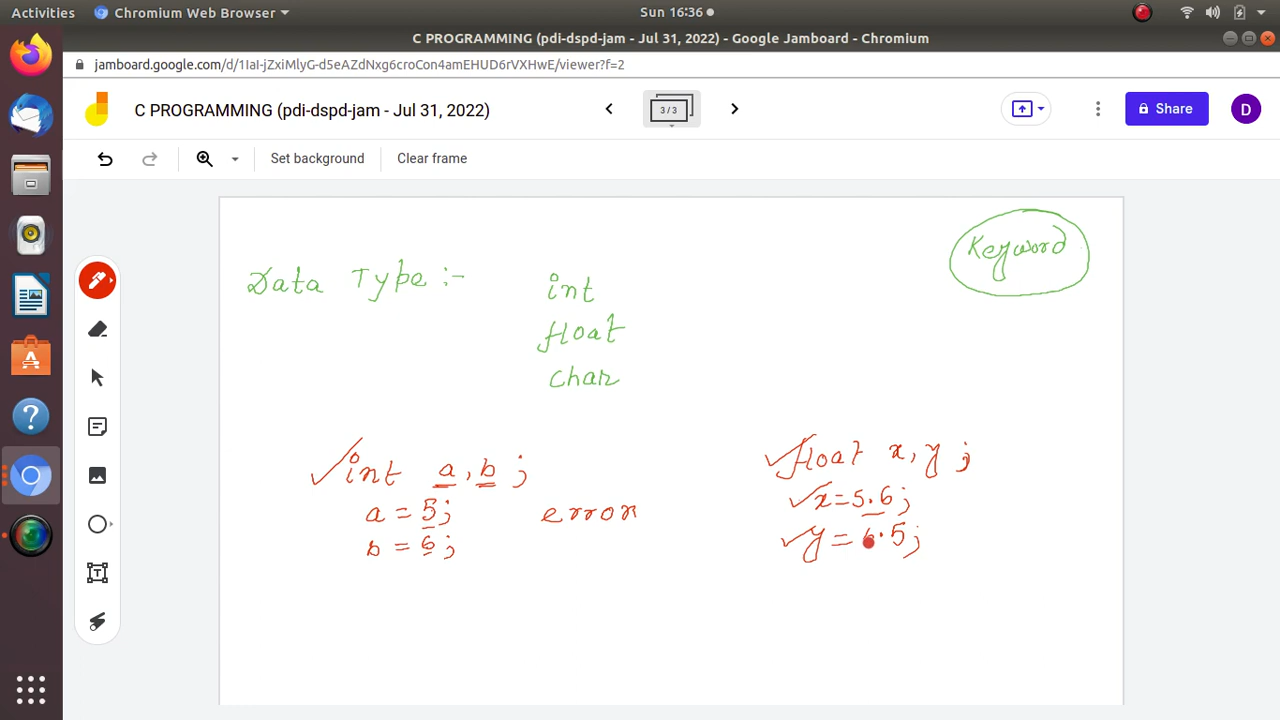 Activities
Chromium Web Browser
Sun 16:36
C PROGRAMMING (pdi-dspd-jam - Jul 31, 2022) - Google Jamboard - Chromium
jamboard.google.com/d/1IaI-jZxiMlyG-d5eAZdNxg6croCon4amEHUD6rVXHwE/viewer?f=2
C PROGRAMMING (pdi-dspd-jam - Jul 31, 2022)
3/3
Share
D
Set background
Clear frame
Keyword
Data Type :-
int
float
char
int a, b ;
a = 5;
b = 6;
error
float x, y ;
x = 5.6;
y = 6.5;